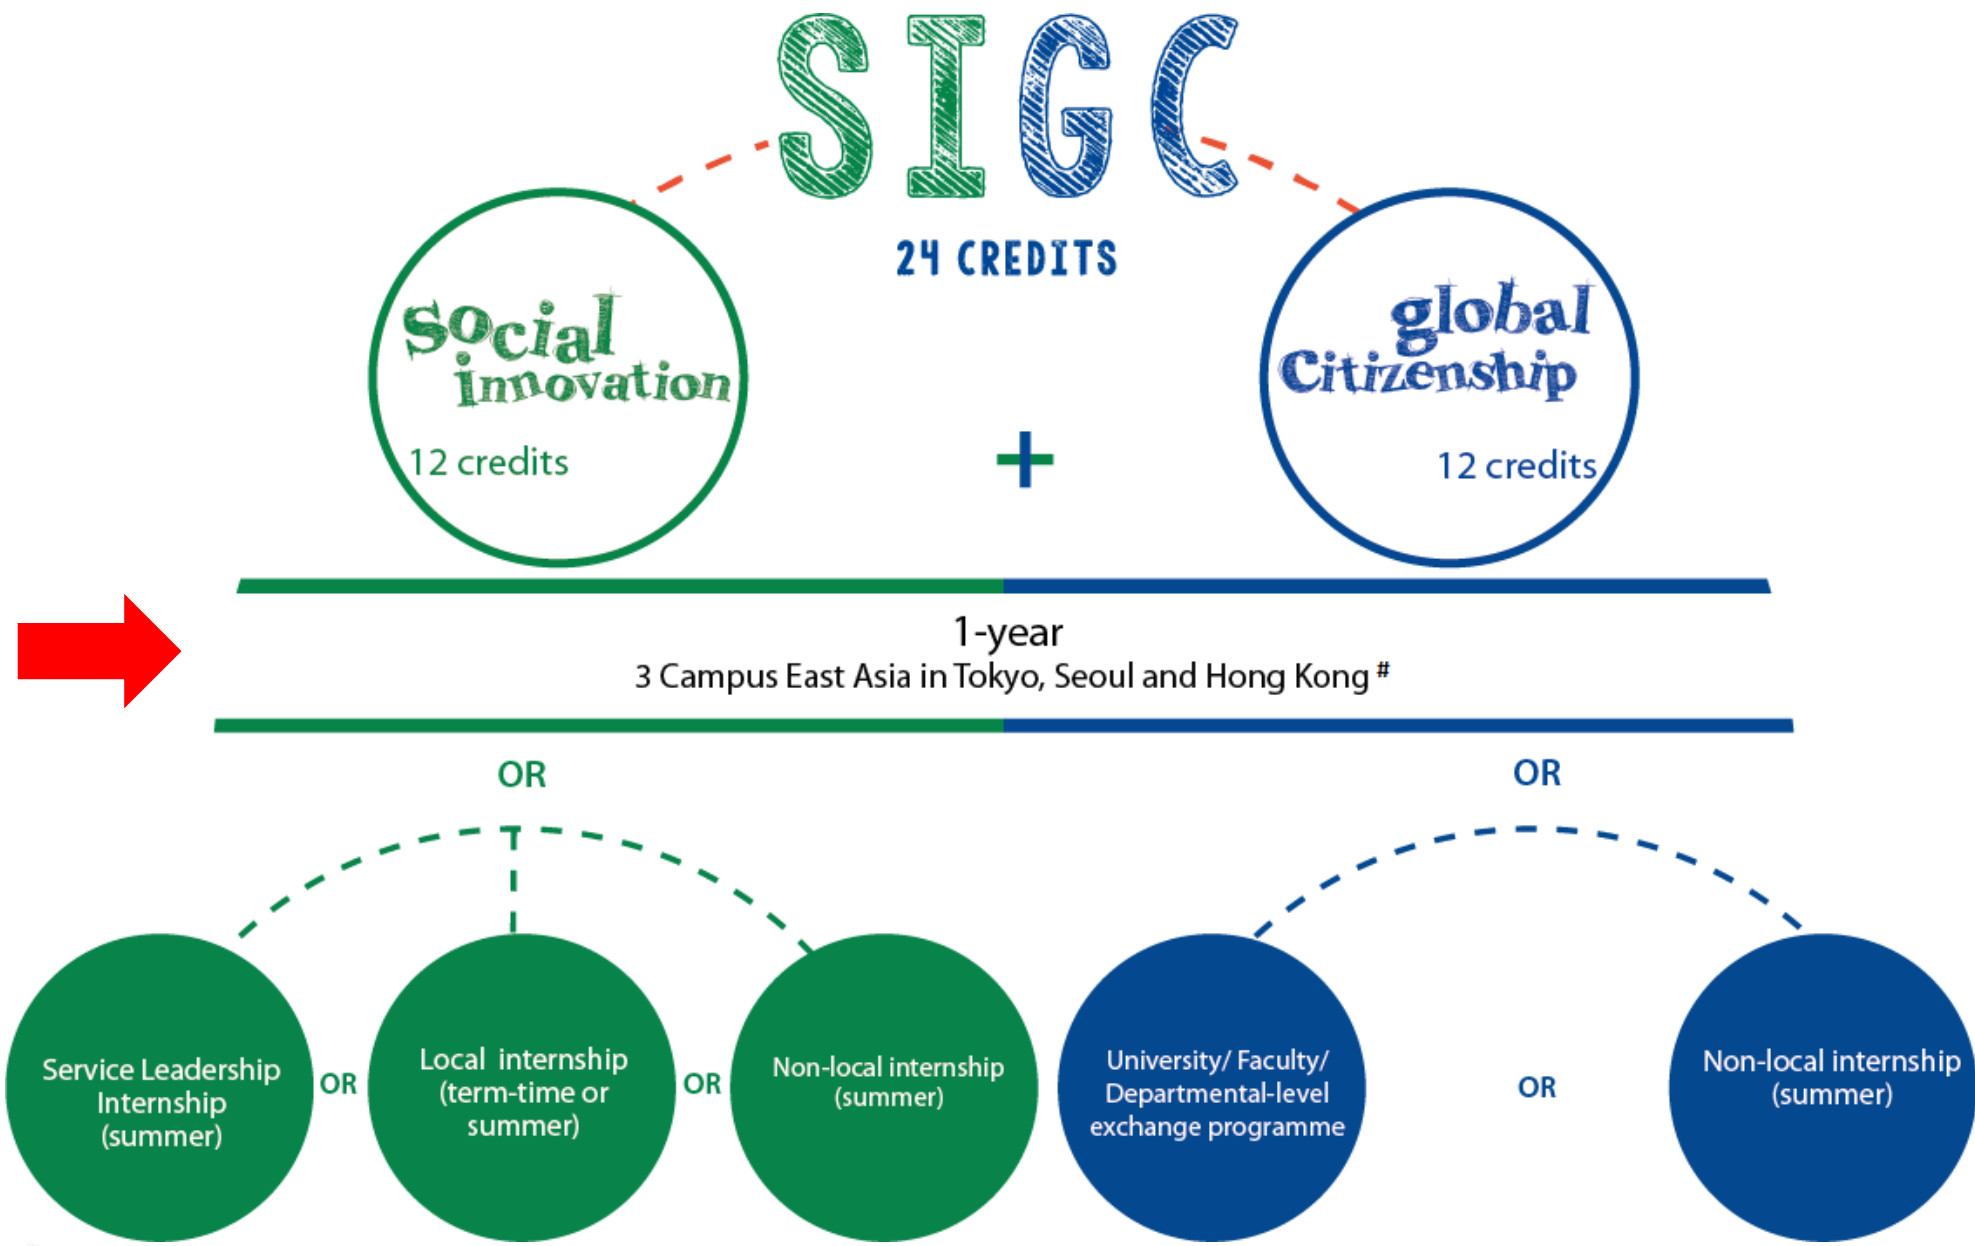 SIGC
24 CREDITS
social
innovation
12 credits
+
global
Citizenship
12 credits
1-year
3 Campus East Asia in Tokyo, Seoul and Hong Kong #
OR
OR
Service Leadership
Internship
(summer)
OR
Local internship
(term-time or
summer)
OR
Non-local internship
(summer)
University/ Faculty/
Departmental-level
exchange programme
OR
Non-local internship
(summer)